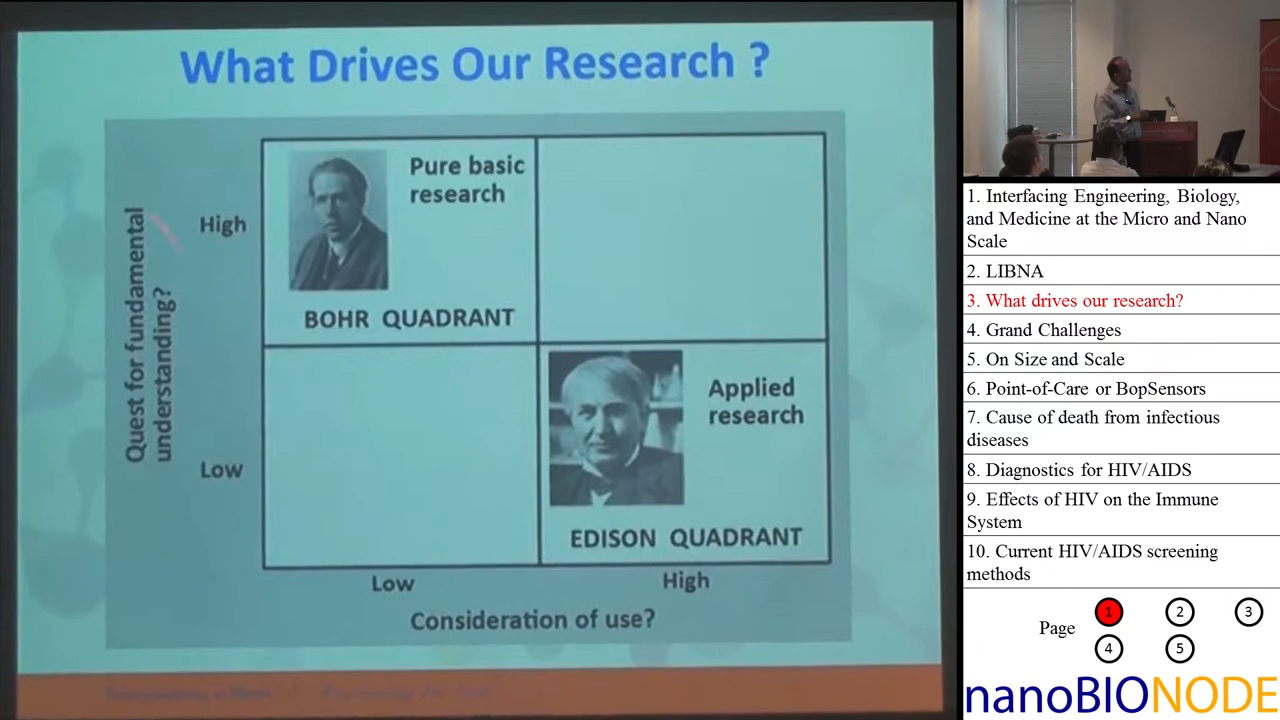 What Drives Our Research ?
Pure basic
research
High
BOHR QUADRANT
Quest for fundamental
understanding?
Applied
research
Low
EDISON QUADRANT
Low
High
Consideration of use?
1. Interfacing Engineering, Biology,
and Medicine at the Micro and Nano
Scale
2. LIBNA
3. What drives our research?
4. Grand Challenges
5. On Size and Scale
6. Point-of-Care or BopSensors
7. Cause of death from infectious
diseases
8. Diagnostics for HIV/AIDS
9. Effects of HIV on the Immune
System
10. Current HIV/AIDS screening
methods
Page
1
2
3
4
5
nanoBIONODE